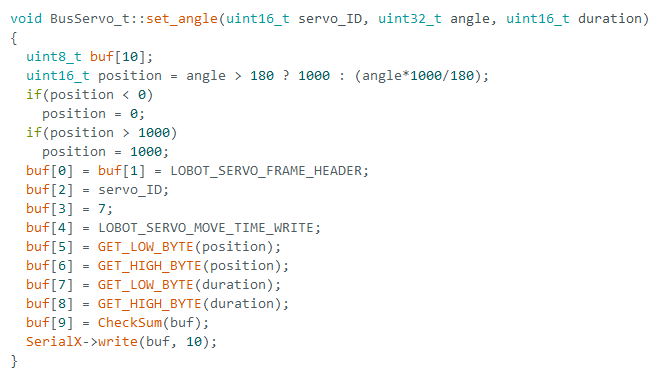 void BusServo_t::set_angle(uint16_t servo_ID, uint32_t angle, uint16_t duration)
{
  uint8_t buf[10];
  uint16_t position = angle > 180 ? 1000 : (angle*1000/180);
  if(position < 0)
    position = 0;
  if(position > 1000)
    position = 1000;
  buf[0] = buf[1] = LOBOT_SERVO_FRAME_HEADER;
  buf[2] = servo_ID;
  buf[3] = 7;
  buf[4] = LOBOT_SERVO_MOVE_TIME_WRITE;
  buf[5] = GET_LOW_BYTE(position);
  buf[6] = GET_HIGH_BYTE(position);
  buf[7] = GET_LOW_BYTE(duration);
  buf[8] = GET_HIGH_BYTE(duration);
  buf[9] = CheckSum(buf);
  SerialX->write(buf, 10);
}